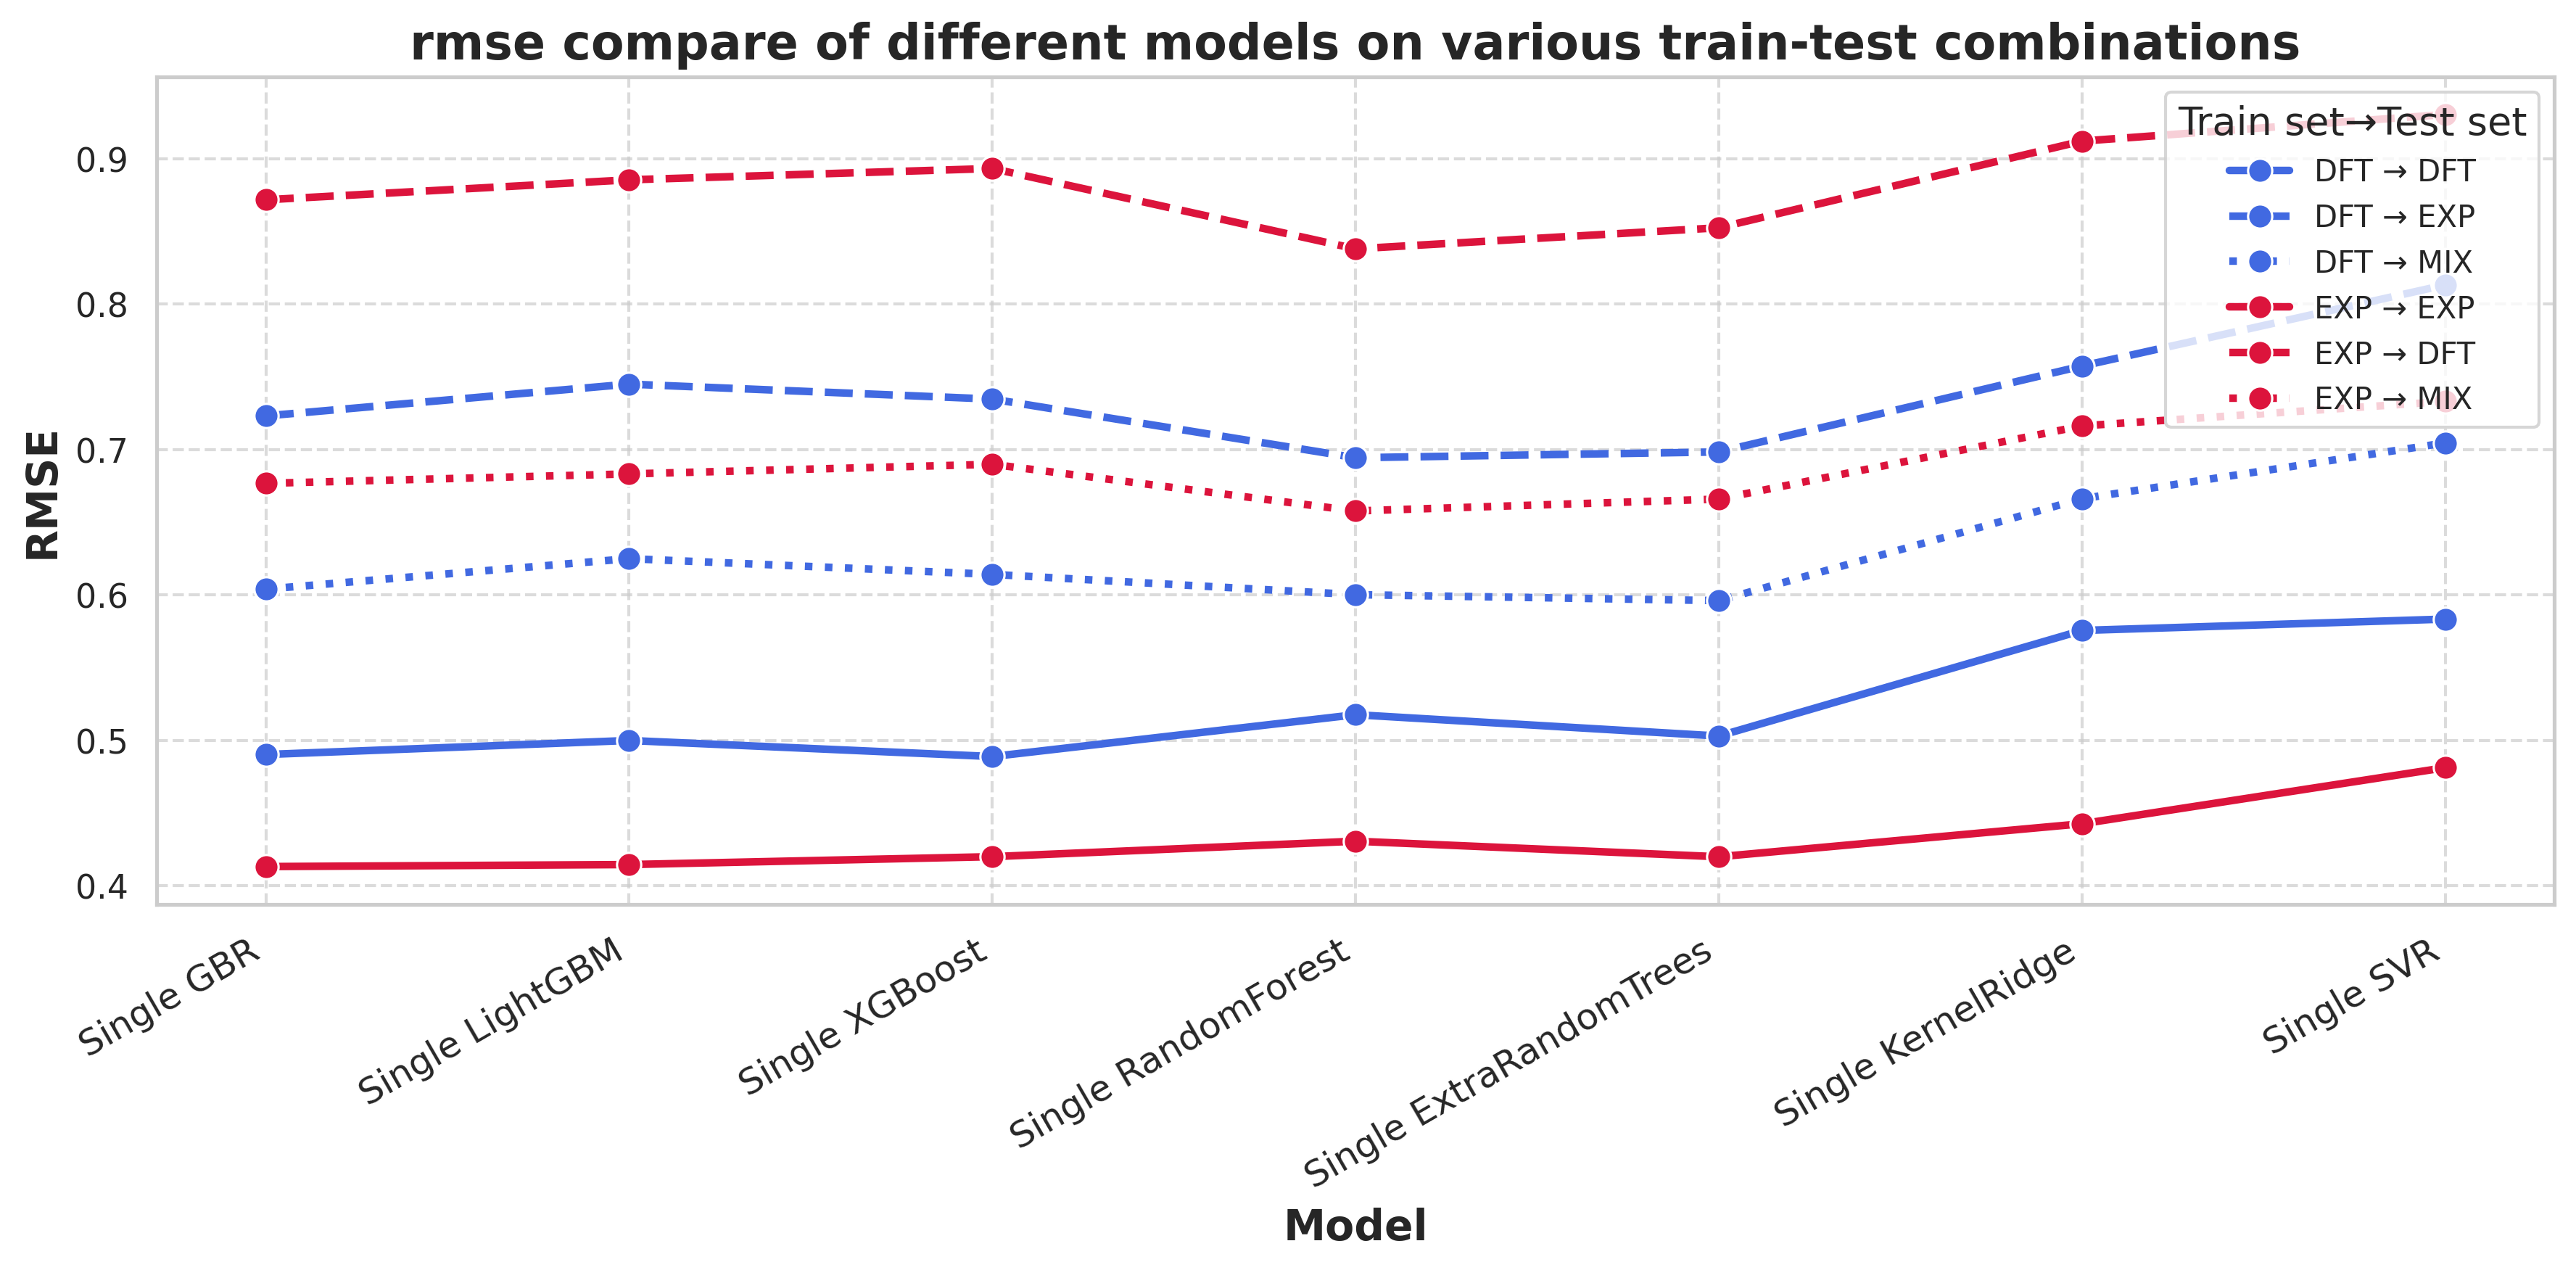 rmse compare of different models on various train-test combinations
Train set→Test set
DFT → DFT
DFT → EXP
DFT → MIX
EXP → EXP
EXP → DFT
EXP → MIX
RMSE
0.9
0.8
0.7
0.6
0.5
0.4
Single GBR
Single LightGBM
Single XGBoost
Single RandomForest
Single ExtraRandomTrees
Single KernelRidge
Single SVR
Model